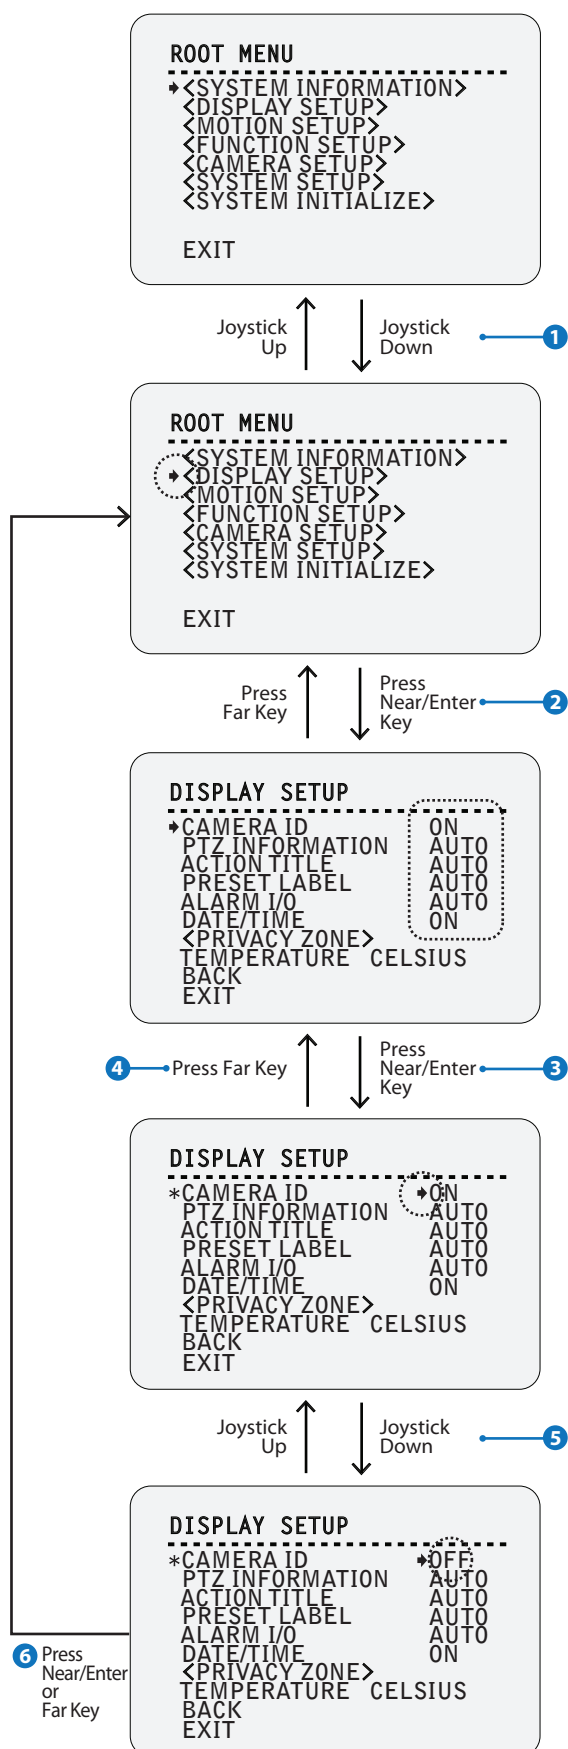 ROOT MENU
<SYSTEM INFORMATION>
<DISPLAY SETUP>
<MOTION SETUP>
<FUNCTION SETUP>
<CAMERA SETUP>
<SYSTEM SETUP>
<SYSTEM INITIALIZE>
EXIT
Joystick
Up
Joystick
Down
1
ROOT MENU
<SYSTEM INFORMATION>
<DISPLAY SETUP>
<MOTION SETUP>
<FUNCTION SETUP>
<CAMERA SETUP>
<SYSTEM SETUP>
<SYSTEM INITIALIZE>
EXIT
Press
Far Key
Press
Near/Enter
Key
2
DISPLAY SETUP
CAMERA ID ON
PTZ INFORMATION AUTO
ACTION TITLE AUTO
PRESET LABEL AUTO
ALARM I/O AUTO
DATE/TIME ON
<PRIVACY ZONE>
TEMPERATURE CELSIUS
BACK
EXIT
4 Press Far Key
Press
Near/Enter
Key
3
DISPLAY SETUP
*CAMERA ID ON
PTZ INFORMATION AUTO
ACTION TITLE AUTO
PRESET LABEL AUTO
ALARM I/O AUTO
DATE/TIME ON
<PRIVACY ZONE>
TEMPERATURE CELSIUS
BACK
EXIT
Joystick
Up
Joystick
Down
5
DISPLAY SETUP
*CAMERA ID OFF
PTZ INFORMATION AUTO
ACTION TITLE AUTO
PRESET LABEL AUTO
ALARM I/O AUTO
DATE/TIME ON
<PRIVACY ZONE>
TEMPERATURE CELSIUS
BACK
EXIT
6 Press
Near/Enter
or
Far Key